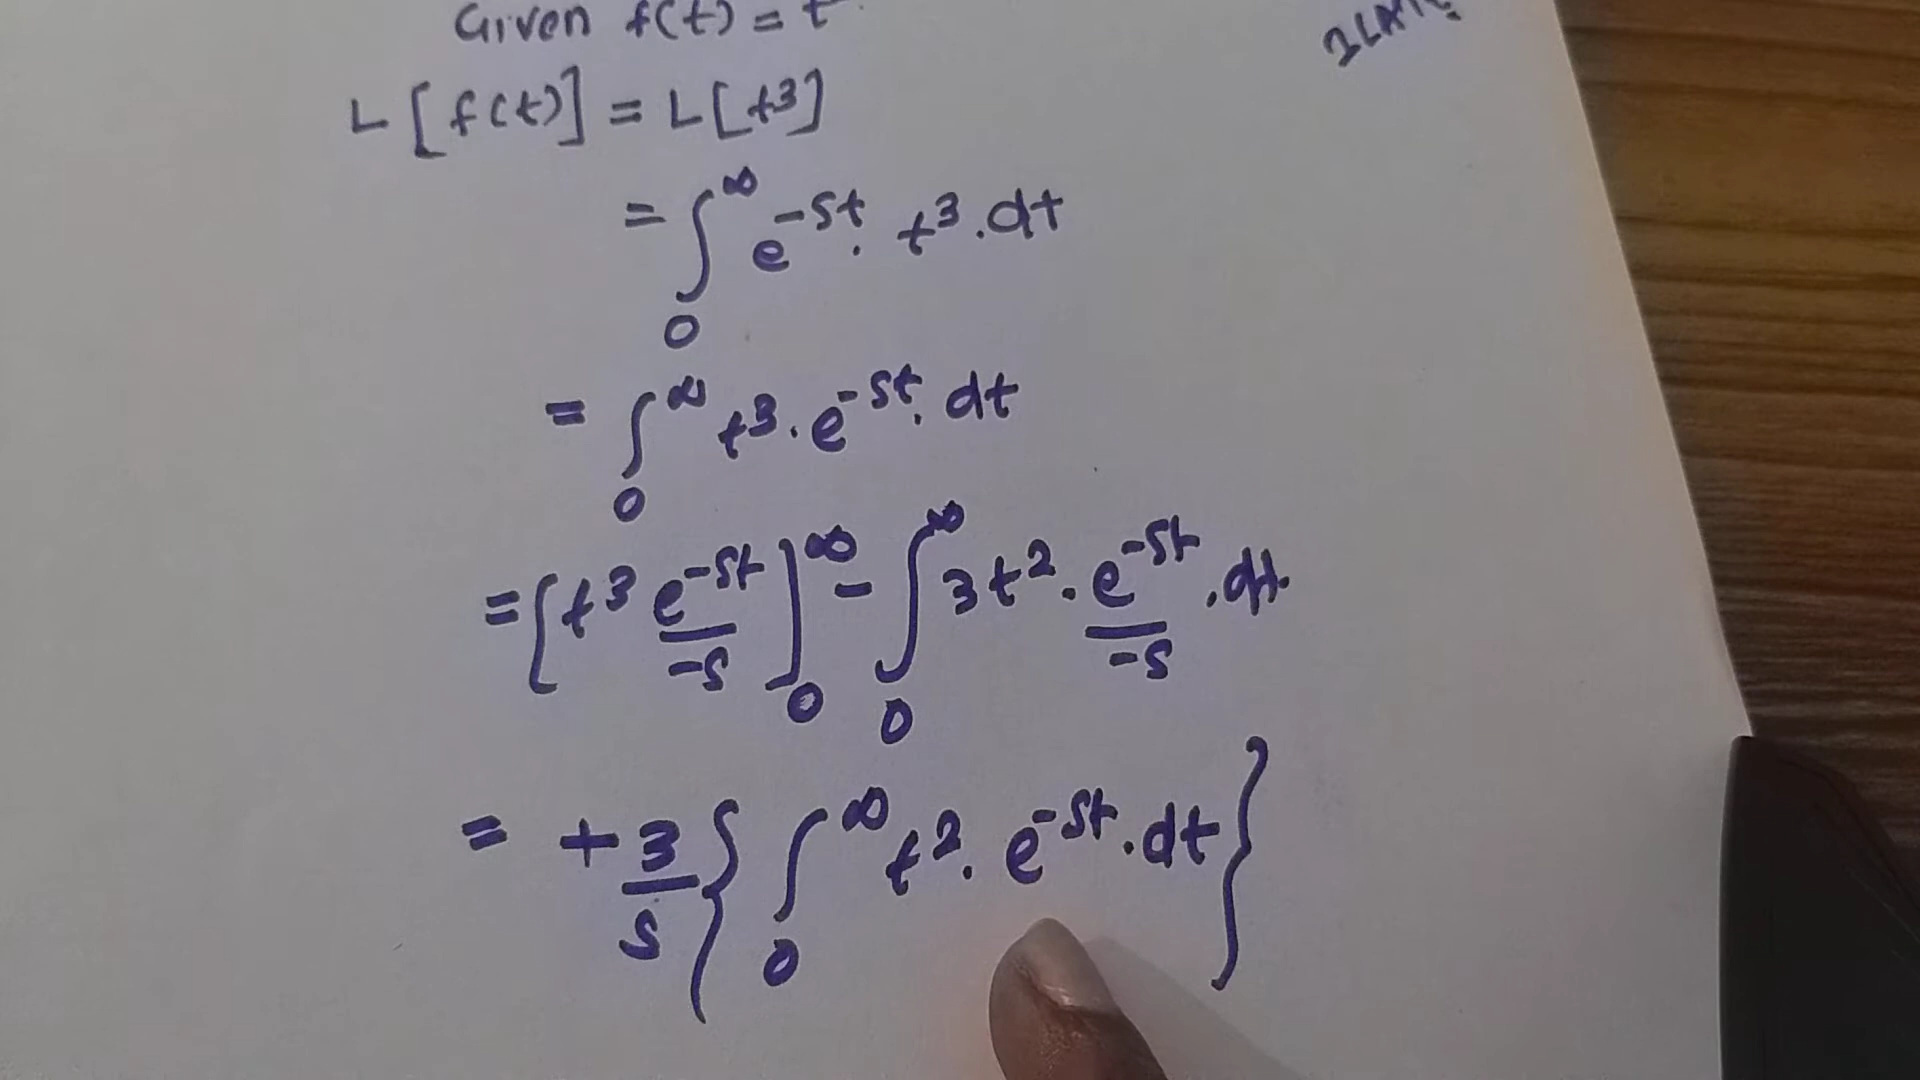 Given f(t) = t
L[f(t)] = L[t³]
= ∫₀^∞ e^{-st}. t³.dt
= ∫₀^∞ t³. e^{-st}. dt
= [t³ e^{-st}/-s]₀^∞ - ∫₀^∞ 3t². e^{-st}/-s .dt.
= +3/s { ∫₀^∞ t². e^{-st}.dt }